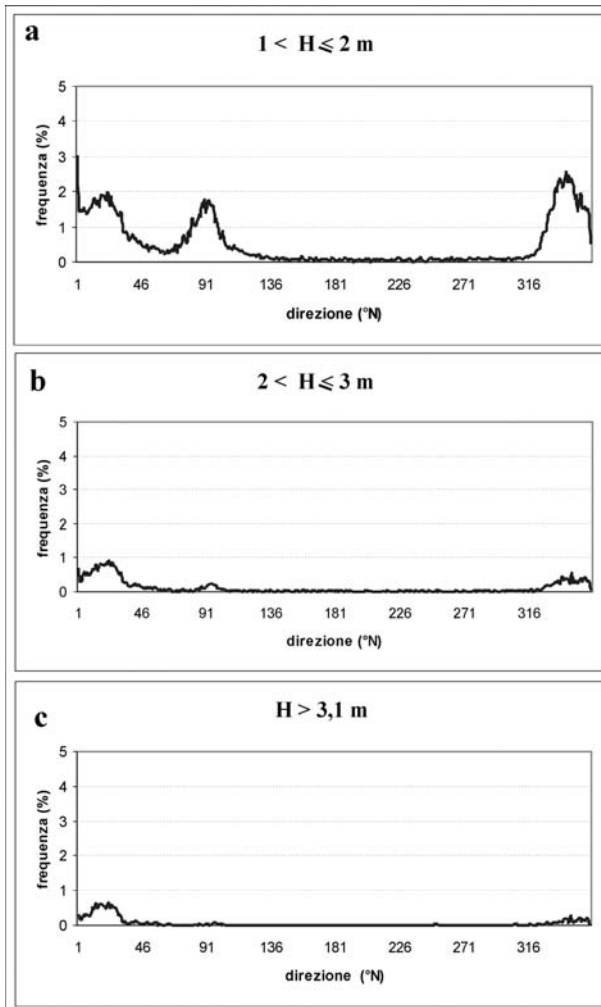 a
1 < H ⩽ 2 m
frequenza (%)
5
4
3
2
1
0
1 46 91 136 181 226 271 316
direzione (°N)
b
2 < H ⩽ 3 m
frequenza (%)
5
4
3
2
1
0
1 46 91 136 181 226 271 316
direzione (°N)
c
H > 3,1 m
frequenza (%)
5
4
3
2
1
0
1 46 91 136 181 226 271 316
direzione (°N)